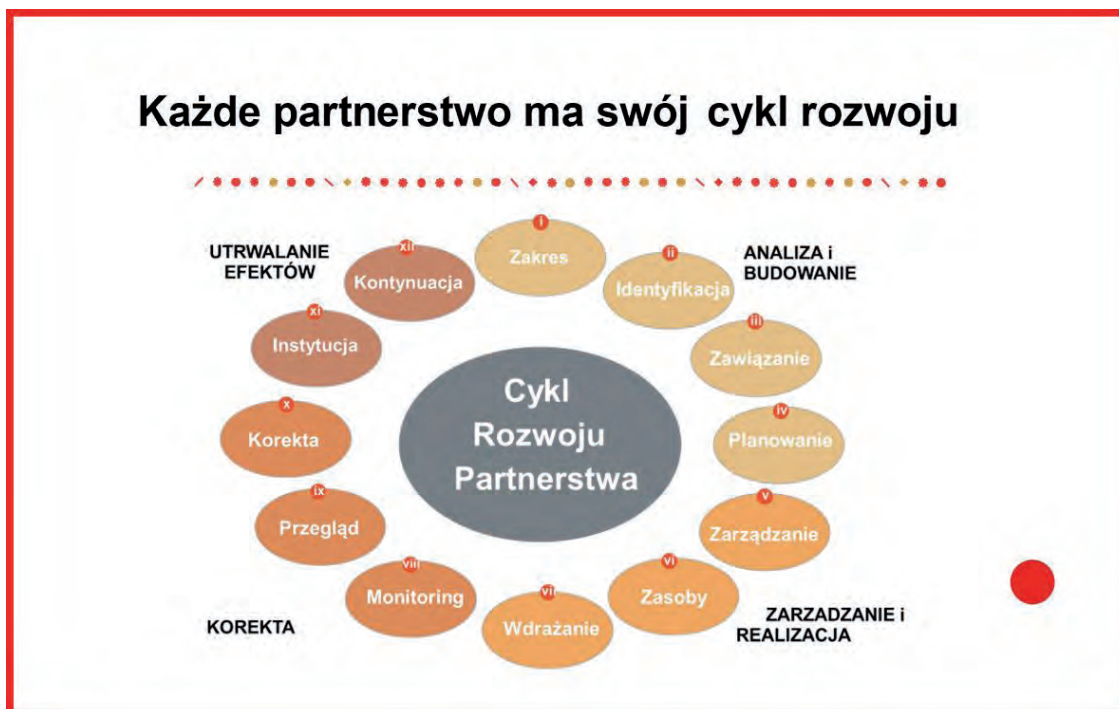 Każde partnerstwo ma swój cykl rozwoju
UTRWALANIE
EFEKTÓW
ANALIZA i
BUDOWANIE
i
Zakres
ii
Identyfikacja
iii
Zawiązanie
iv
Planowanie
v
Zarządzanie
vi
Zasoby
vii
Wdrażanie
viii
Monitoring
ix
Przegląd
x
Korekta
xi
Instytucja
xii
Kontynuacja
Cykl
Rozwoju
Partnerstwa
KOREKTA
ZARZADZANIE i
REALIZACJA